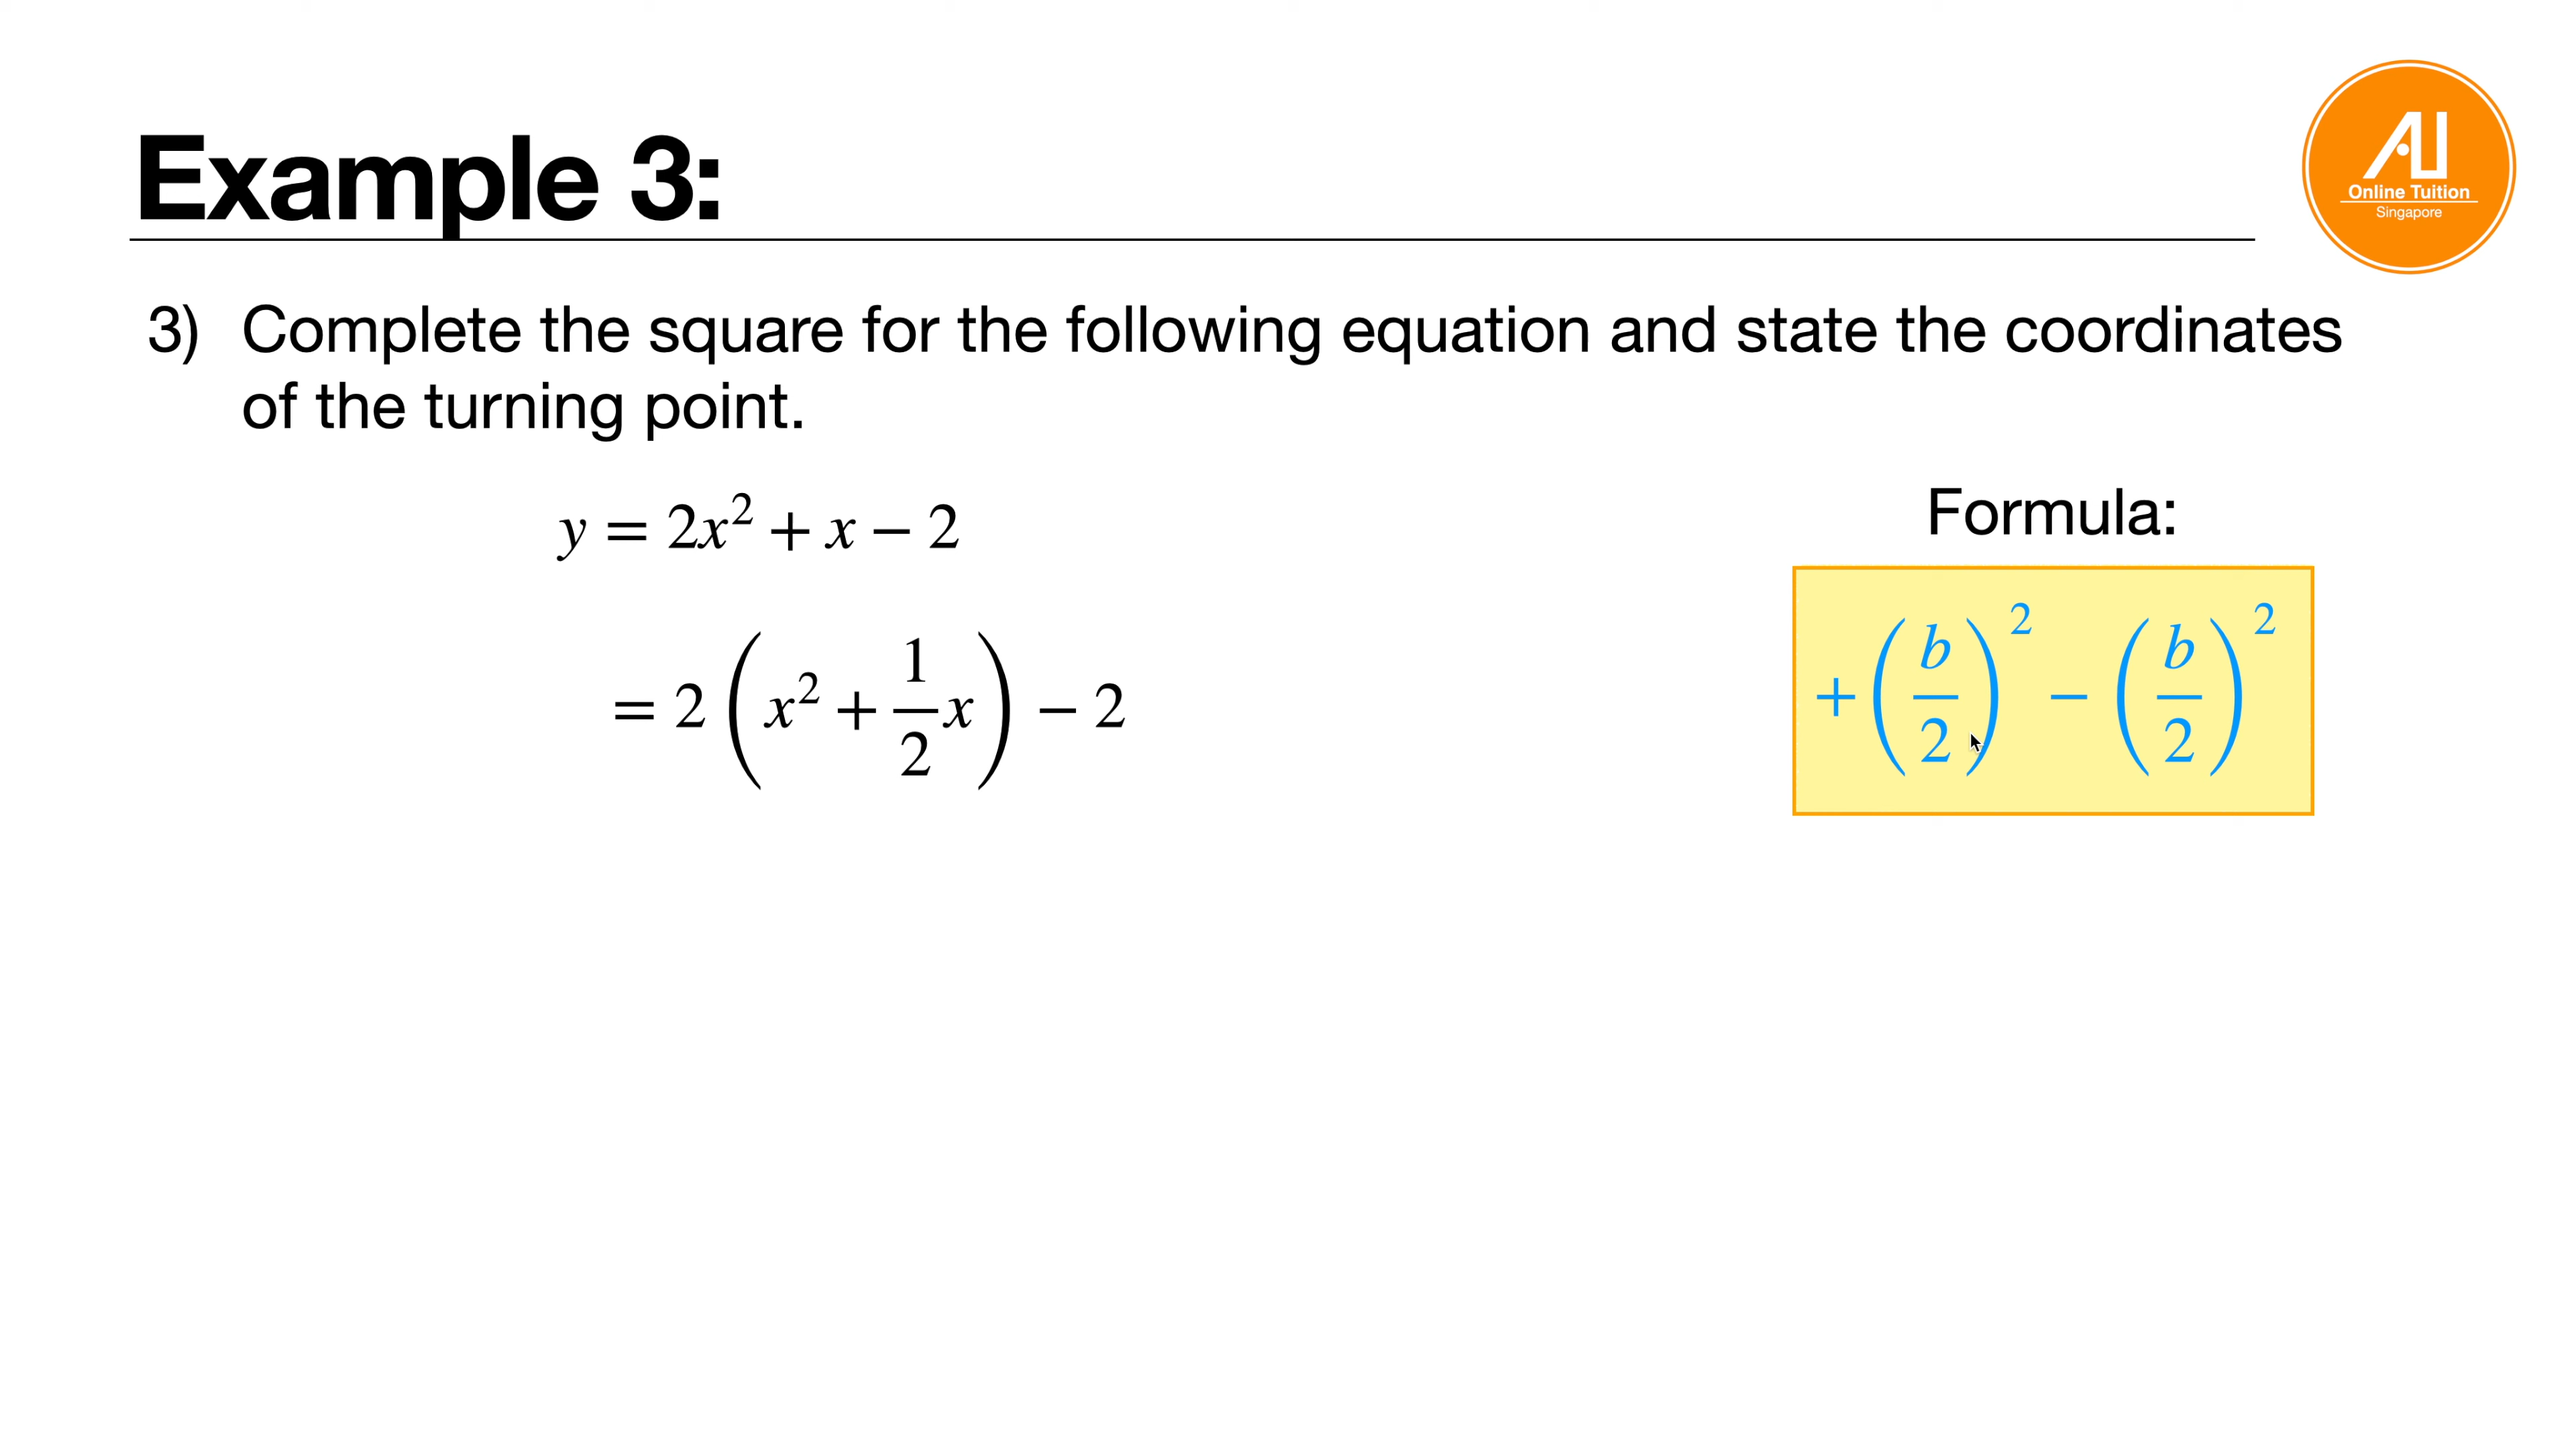 Example 3:
AU
Online Tuition
Singapore
3) Complete the square for the following equation and state the coordinates
of the turning point.
y = 2x² + x − 2
Formula:
= 2 (x² + 1/2 x) − 2
+ (b/2)² − (b/2)²